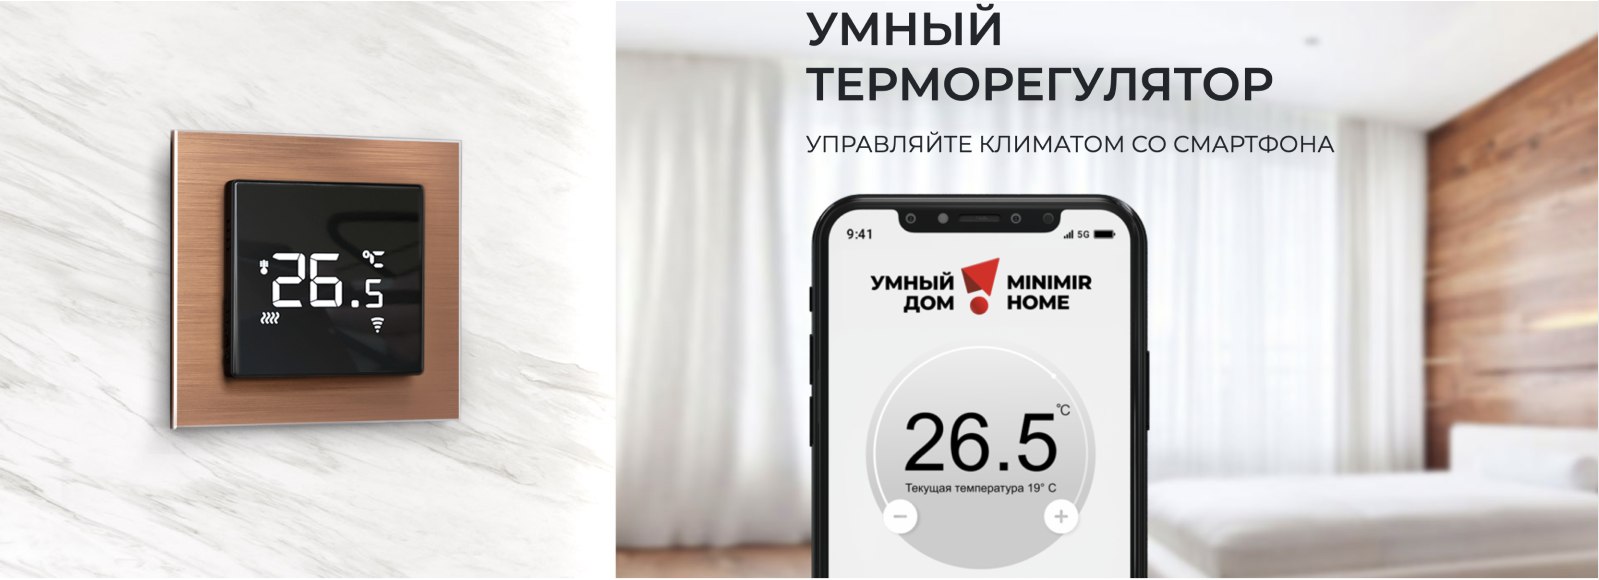 26.5
°C
УМНЫЙ
ТЕРМОРЕГУЛЯТОР
УПРАВЛЯЙТЕ КЛИМАТОМ СО СМАРТФОНА
9:41
5G
УМНЫЙ ДОМ
MINIMIR HOME
26.5 °C
Текущая температура 19° C
− +